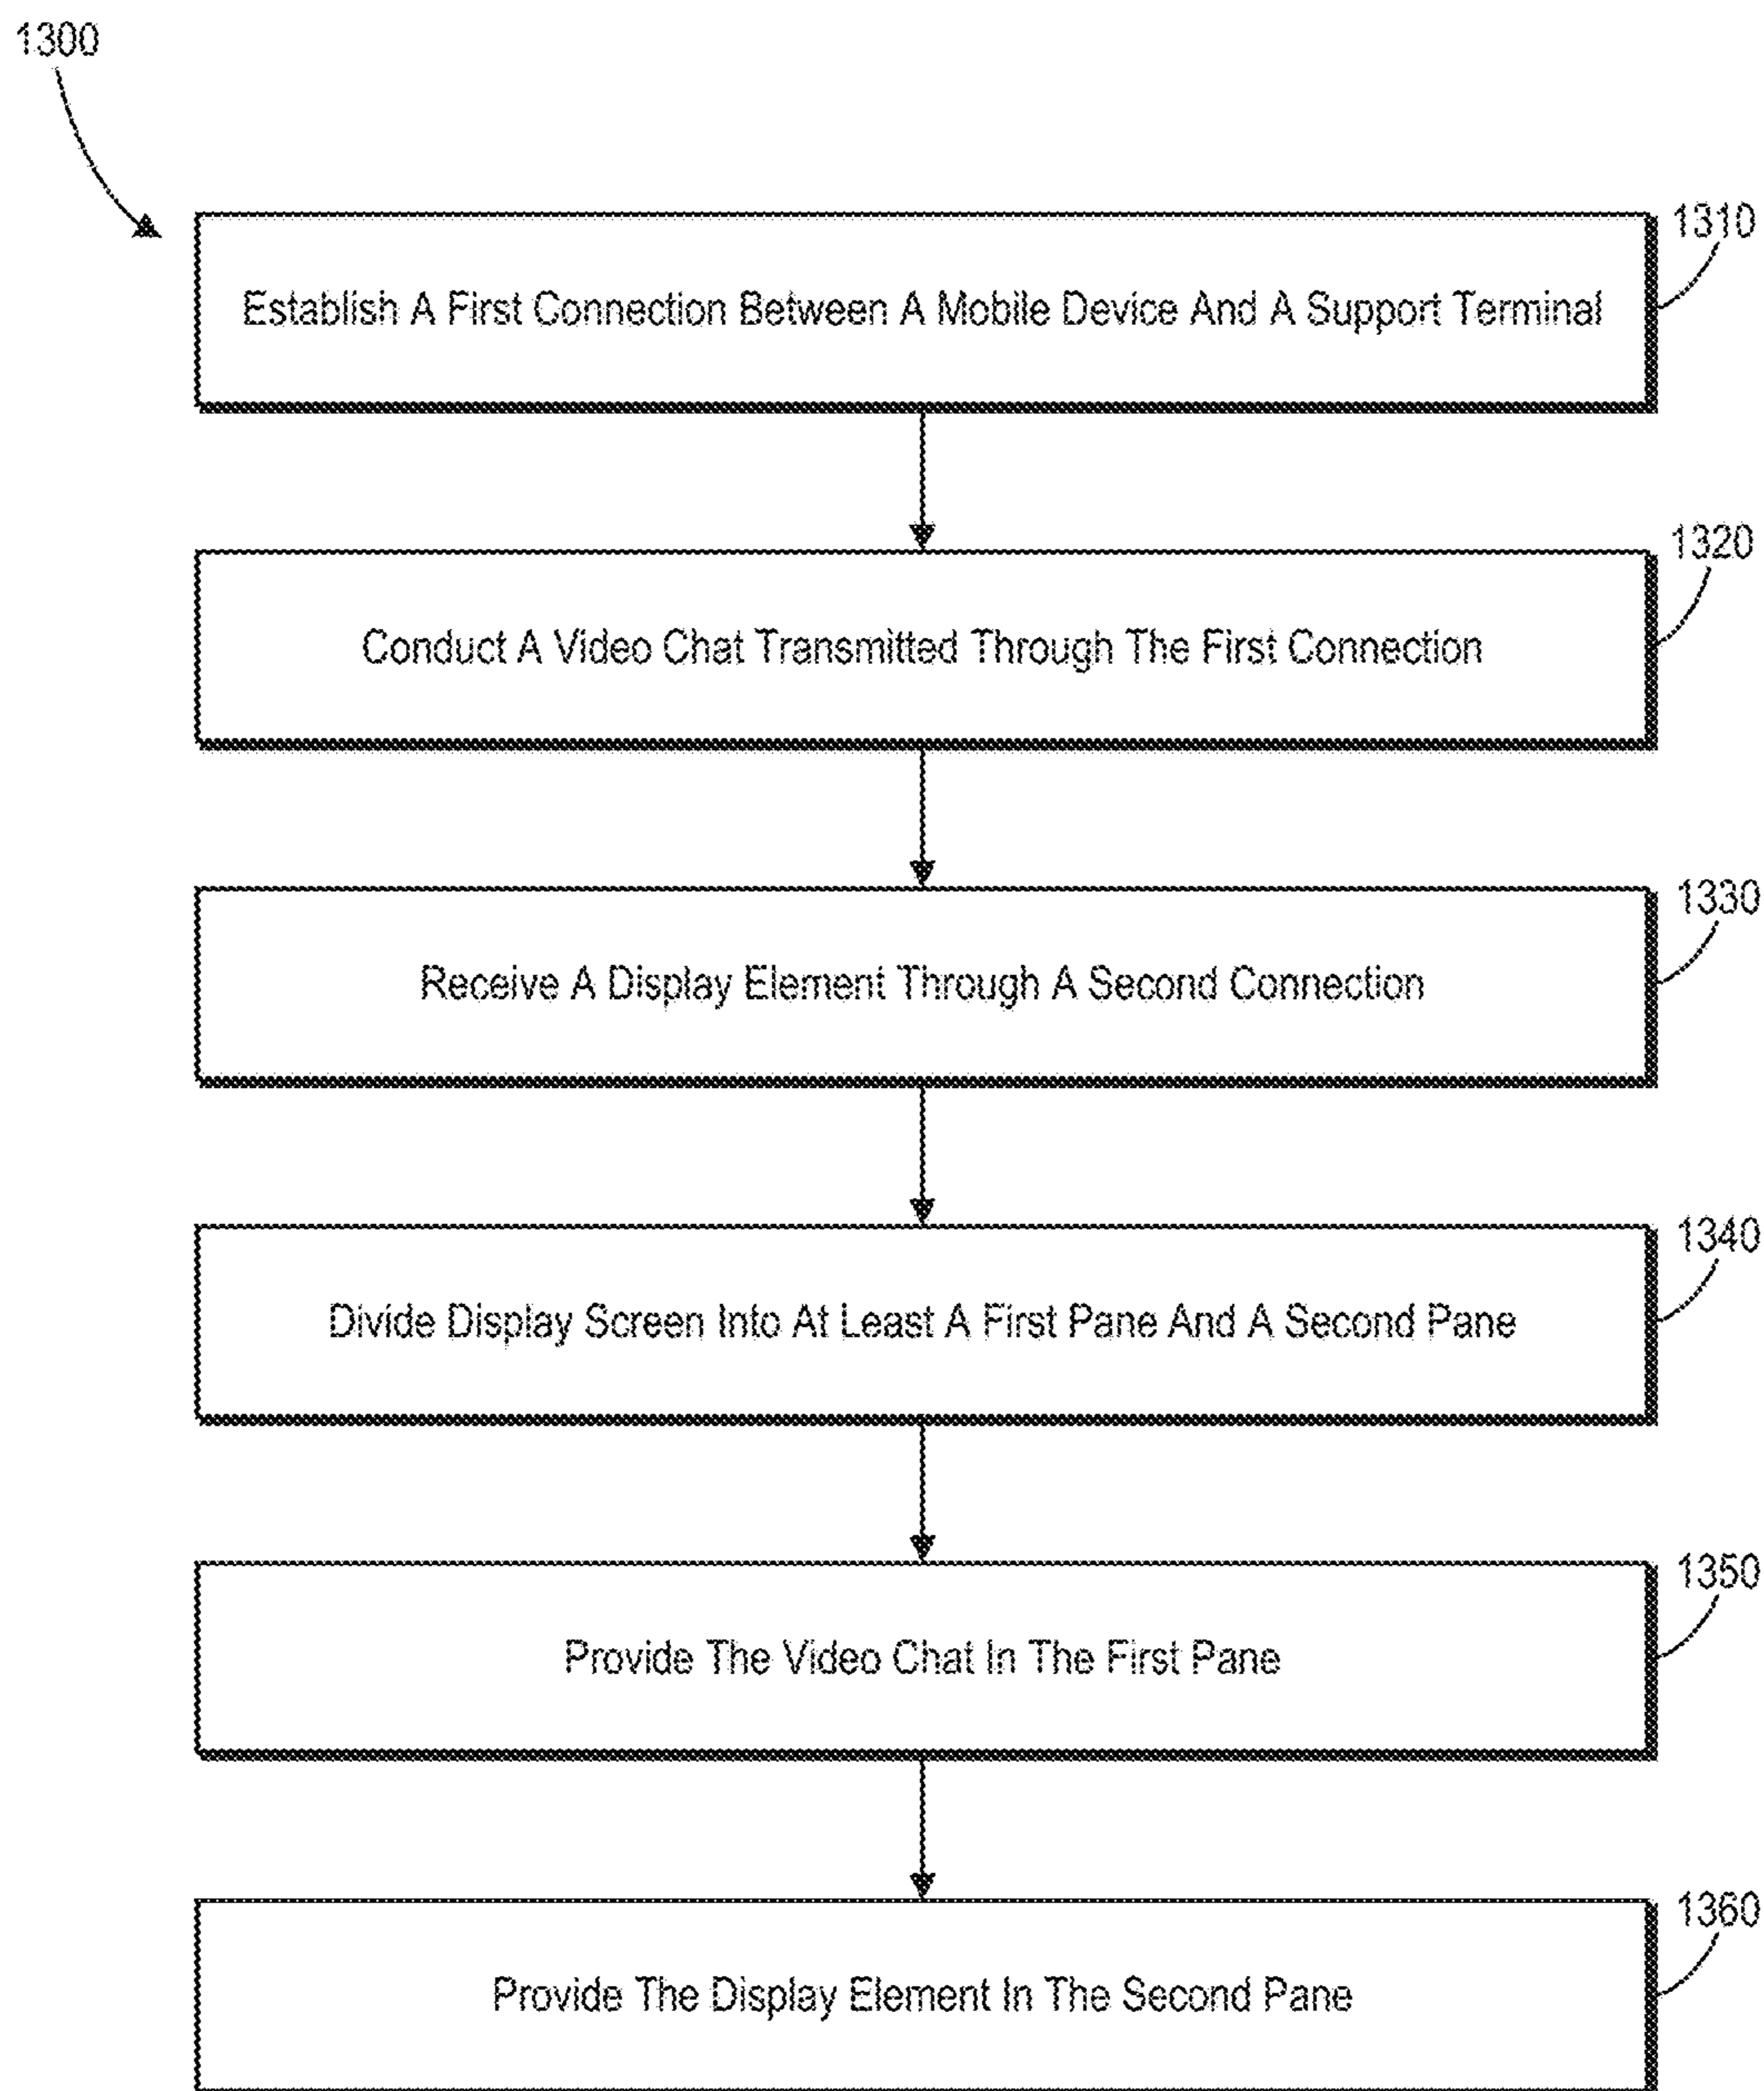 1300
1310
Establish A First Connection Between A Mobile Device And A Support Terminal
1320
Conduct A Video Chat Transmitted Through The First Connection
1330
Receive A Display Element Through A Second Connection
1340
Divide Display Screen Into At Least A First Pane And A Second Pane
1350
Provide The Video Chat In The First Pane
1360
Provide The Display Element In The Second Pane